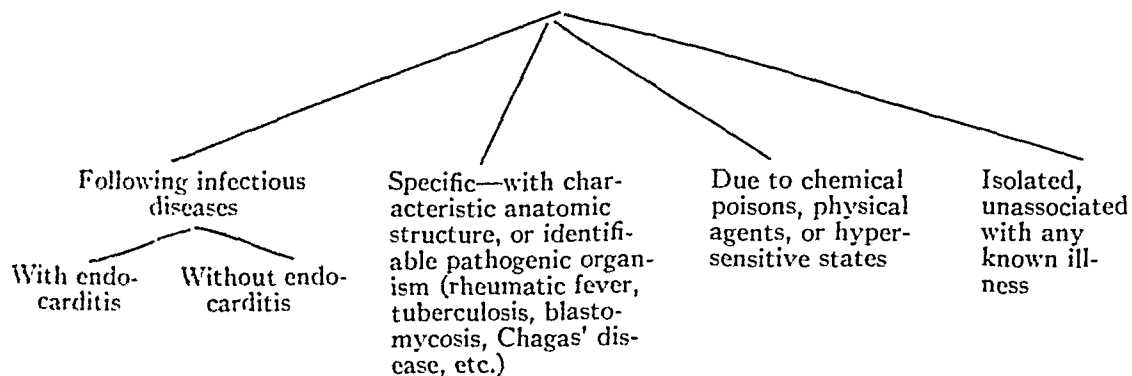 Following infectious
diseases
With endo-
carditis
Without endo-
carditis
Specific—with char-
acteristic anatomic
structure, or identifi-
able pathogenic organ-
ism (rheumatic fever,
tuberculosis, blasto-
mycosis, Chagas' dis-
ease, etc.)
Due to chemical
poisons, physical
agents, or hyper-
sensitive states
Isolated,
unassociated
with any
known ill-
ness